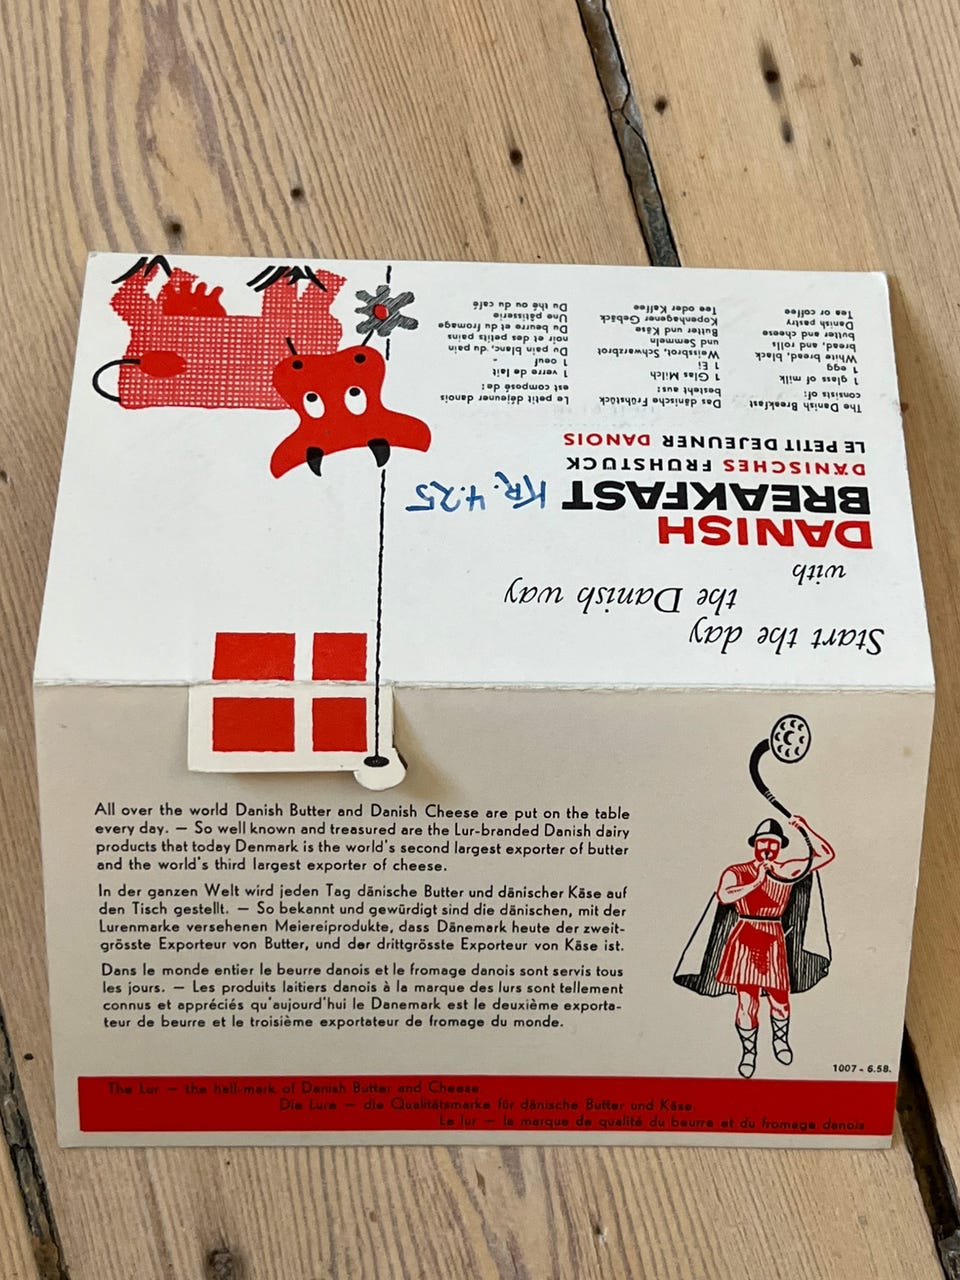 Start the day
the Danish way
with
DANISH
BREAKFAST KR. 4.25
DÄNISCHES FRUHSTUCK
LE PETIT DEJEUNER DANOIS
The Danish Breakfast
consists of:
1 glass of milk
1 egg
White bread, black
bread, and rolls
butter and cheese
Danish pastry
Tea or coffee
Das dänische Frühstück
besteht aus:
1 Glas Milch
1 Ei
Weissbrot, Schwarzbrot
und Semmeln
Butter und Käse
Kopenhagener Gebäck
Tee oder Kaffee
Le petit déjeuner danois
est composé de:
1 verre de lait
1 oeuf
Du pain blanc, du pain
noir et des petits pains
Du beurre et du fromage
Une pâtisserie
Du thé ou du café
All over the world Danish Butter and Danish Cheese are put on the table
every day. — So well known and treasured are the Lur-branded Danish dairy
products that today Denmark is the world's second largest exporter of butter
and the world's third largest exporter of cheese.
In der ganzen Welt wird jeden Tag dänische Butter und dänischer Käse auf
den Tisch gestellt. — So bekannt und gewürdigt sind die dänischen, mit der
Lurenmarke versehenen Meiereiprodukte, dass Dänemark heute der zweit-
grösste Exporteur von Butter, und der drittgrösste Exporteur von Käse ist.
Dans le monde entier le beurre danois et le fromage danois sont servis tous
les jours. — Les produits laitiers danois à la marque des lurs sont tellement
connus et appréciés qu'aujourd'hui le Danemark est le deuxième exporta-
teur de beurre et le troisième exportateur de fromage du monde.
1007 - 6.58.
The Lur — the hall-mark of Danish Butter and Cheese.
Die Lure — die Qualitätsmarke für dänische Butter und Käse.
Le lur — la marque de qualité du beurre et du fromage danois